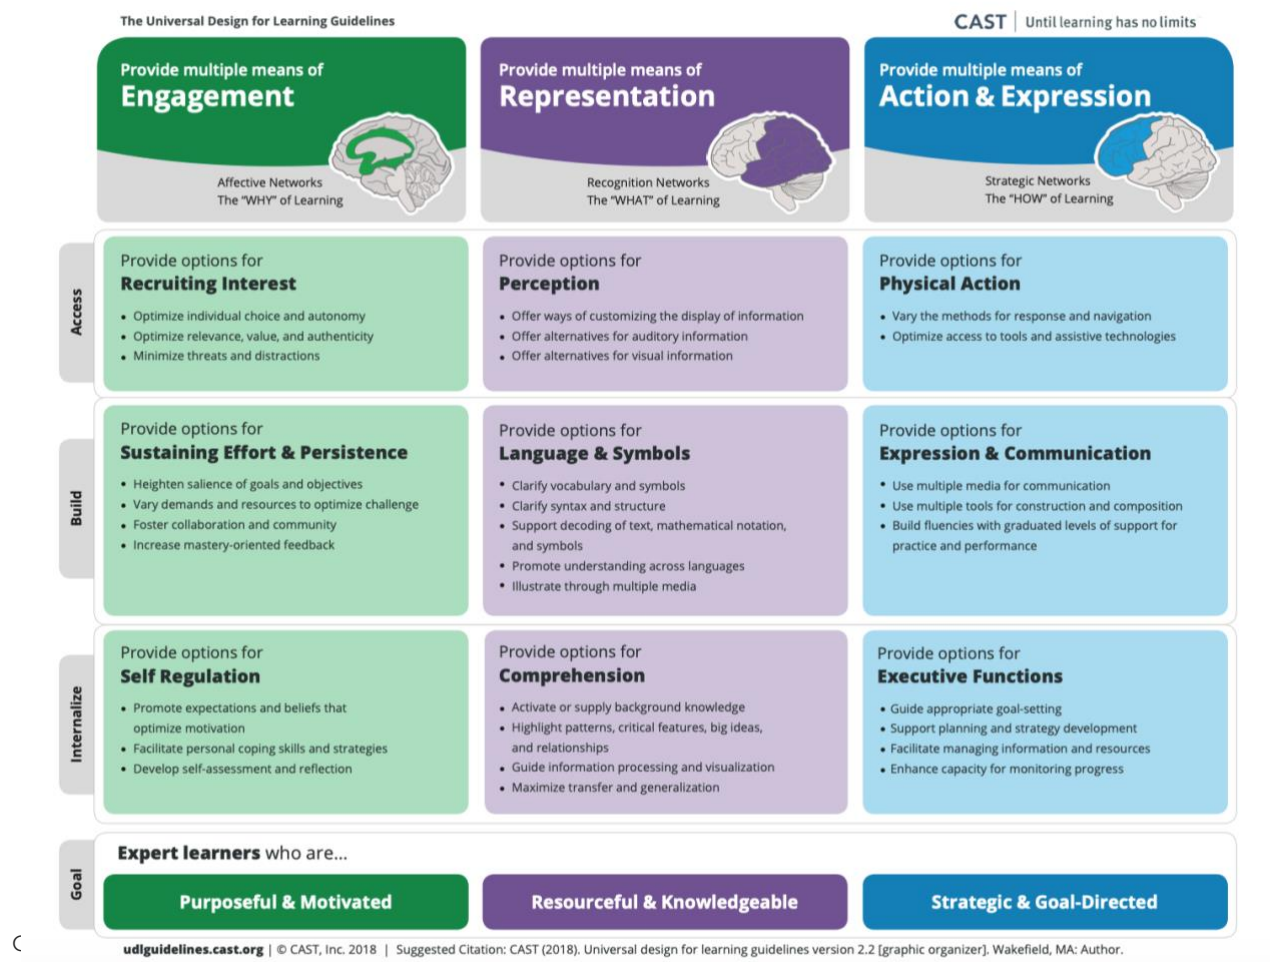 The Universal Design for Learning Guidelines
CAST | Until learning has no limits
Provide multiple means of
Engagement
Affective Networks
The "WHY" of Learning
Provide multiple means of
Representation
Recognition Networks
The "WHAT" of Learning
Provide multiple means of
Action & Expression
Strategic Networks
The "HOW" of Learning
Access
Provide options for
Recruiting Interest
• Optimize individual choice and autonomy
• Optimize relevance, value, and authenticity
• Minimize threats and distractions
Provide options for
Perception
• Offer ways of customizing the display of information
• Offer alternatives for auditory information
• Offer alternatives for visual information
Provide options for
Physical Action
• Vary the methods for response and navigation
• Optimize access to tools and assistive technologies
Build
Provide options for
Sustaining Effort & Persistence
• Heighten salience of goals and objectives
• Vary demands and resources to optimize challenge
• Foster collaboration and community
• Increase mastery-oriented feedback
Provide options for
Language & Symbols
• Clarify vocabulary and symbols
• Clarify syntax and structure
• Support decoding of text, mathematical notation,
and symbols
• Promote understanding across languages
• Illustrate through multiple media
Provide options for
Expression & Communication
• Use multiple media for communication
• Use multiple tools for construction and composition
• Build fluencies with graduated levels of support for
practice and performance
Internalize
Provide options for
Self Regulation
• Promote expectations and beliefs that
optimize motivation
• Facilitate personal coping skills and strategies
• Develop self-assessment and reflection
Provide options for
Comprehension
• Activate or supply background knowledge
• Highlight patterns, critical features, big ideas,
and relationships
• Guide information processing and visualization
• Maximize transfer and generalization
Provide options for
Executive Functions
• Guide appropriate goal-setting
• Support planning and strategy development
• Facilitate managing information and resources
• Enhance capacity for monitoring progress
Goal
Expert learners who are...
Purposeful & Motivated
Resourceful & Knowledgeable
Strategic & Goal-Directed
udlguidelines.cast.org | © CAST, Inc. 2018 | Suggested Citation: CAST (2018). Universal design for learning guidelines version 2.2 [graphic organizer]. Wakefield, MA: Author.